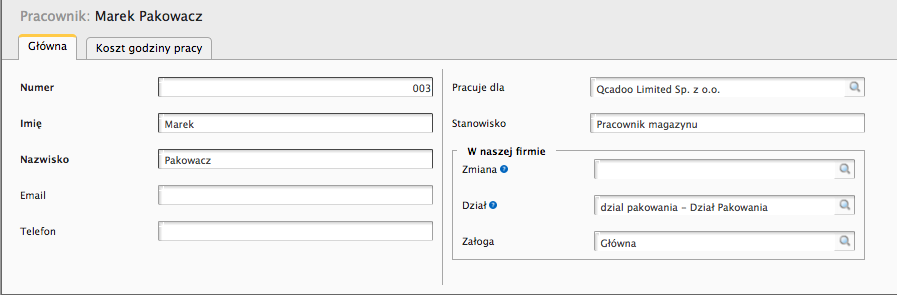 Pracownik: Marek Pakowacz
Główna
Koszt godziny pracy
Numer 003
Imię Marek
Nazwisko Pakowacz
Email
Telefon
Pracuje dla Qcadoo Limited Sp. z o.o.
Stanowisko Pracownik magazynu
W naszej firmie
Zmiana ?
Dział ? dzial pakowania - Dział Pakowania
Załoga Główna